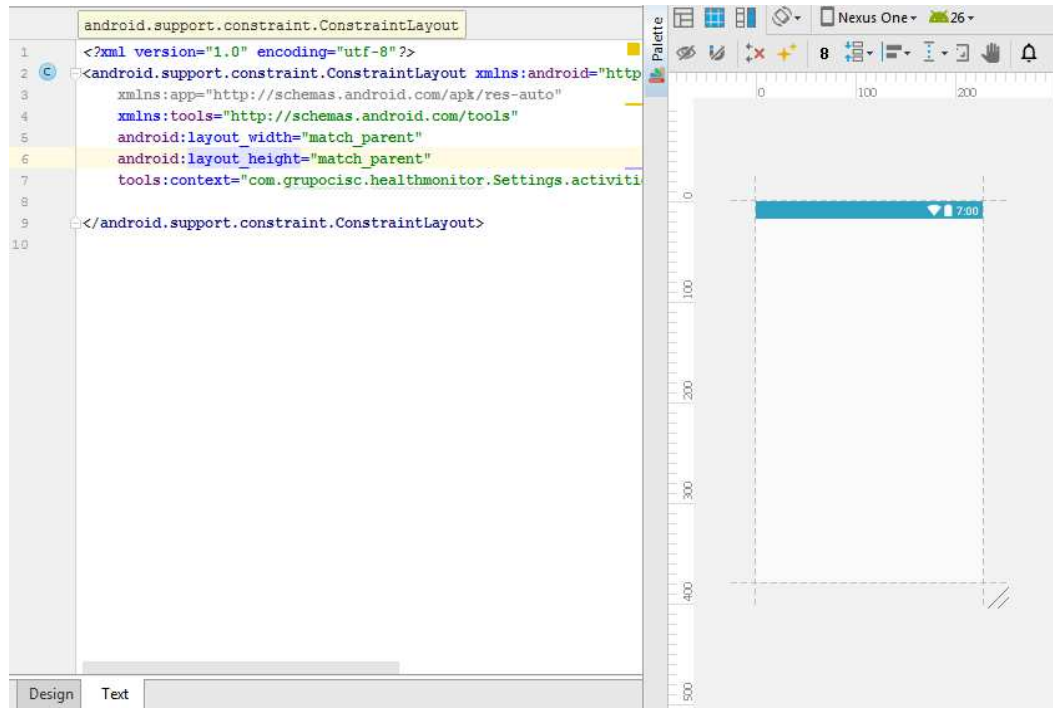 android.support.constraint.ConstraintLayout
1 <?xml version="1.0" encoding="utf-8"?>
2 C <android.support.constraint.ConstraintLayout xmlns:android="http
3 xmlns:app="http://schemas.android.com/apk/res-auto"
4 xmlns:tools="http://schemas.android.com/tools"
5 android:layout_width="match_parent"
6 android:layout_height="match_parent"
7 tools:context="com.grupocisc.healthmonitor.Settings.activiti
8
9 </android.support.constraint.ConstraintLayout>
10
Design Text
Palette
Nexus One 26
8
0 100 200
0
7:00
100
200
300
400
500